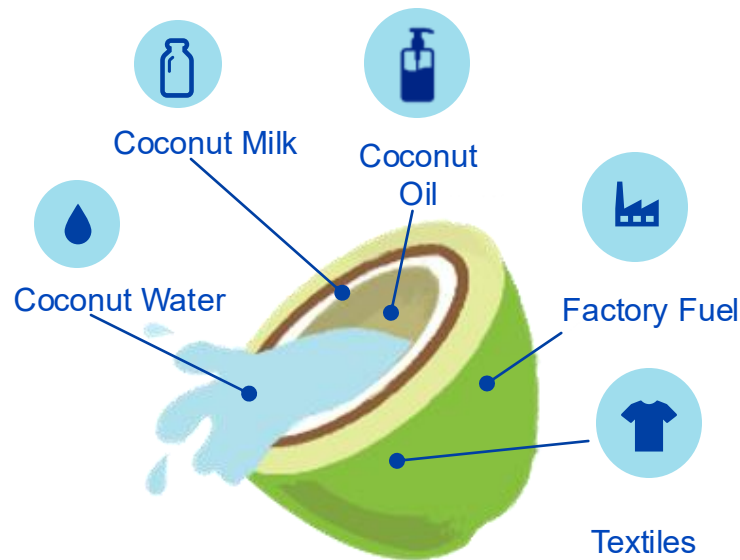 Coconut Milk
Coconut
Oil
Coconut Water
Factory Fuel
Textiles